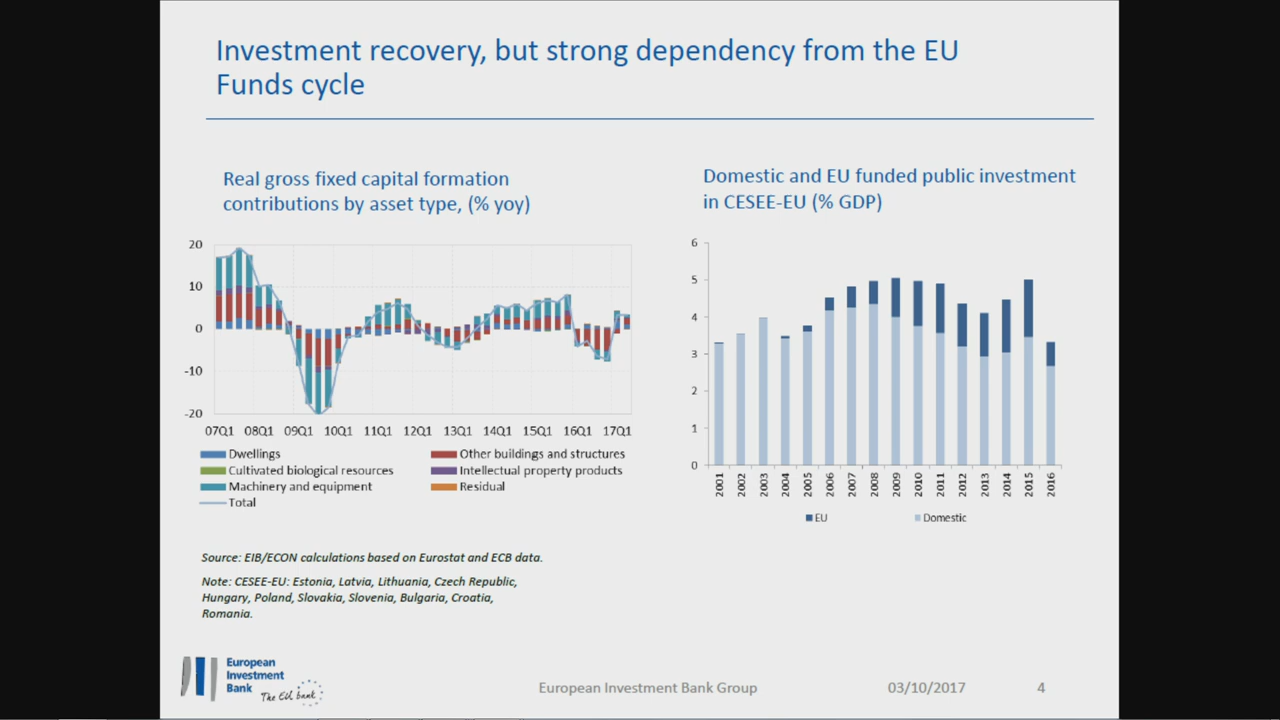 Investment recovery, but strong dependency from the EU
Funds cycle
Real gross fixed capital formation
contributions by asset type, (% yoy)
20
10
0
-10
-20
07Q1 08Q1 09Q1 10Q1 11Q1 12Q1 13Q1 14Q1 15Q1 16Q1 17Q1
Dwellings
Other buildings and structures
Cultivated biological resources
Intellectual property products
Machinery and equipment
Residual
Total
Domestic and EU funded public investment
in CESEE-EU (% GDP)
6
5
4
3
2
1
0
2001 2002 2003 2004 2005 2006 2007 2008 2009 2010 2011 2012 2013 2014 2015 2016
EU
Domestic
Source: EIB/ECON calculations based on Eurostat and ECB data.
Note: CESEE-EU: Estonia, Latvia, Lithuania, Czech Republic,
Hungary, Poland, Slovakia, Slovenia, Bulgaria, Croatia,
Romania.
European
Investment
Bank
The EU bank
European Investment Bank Group
03/10/2017
4